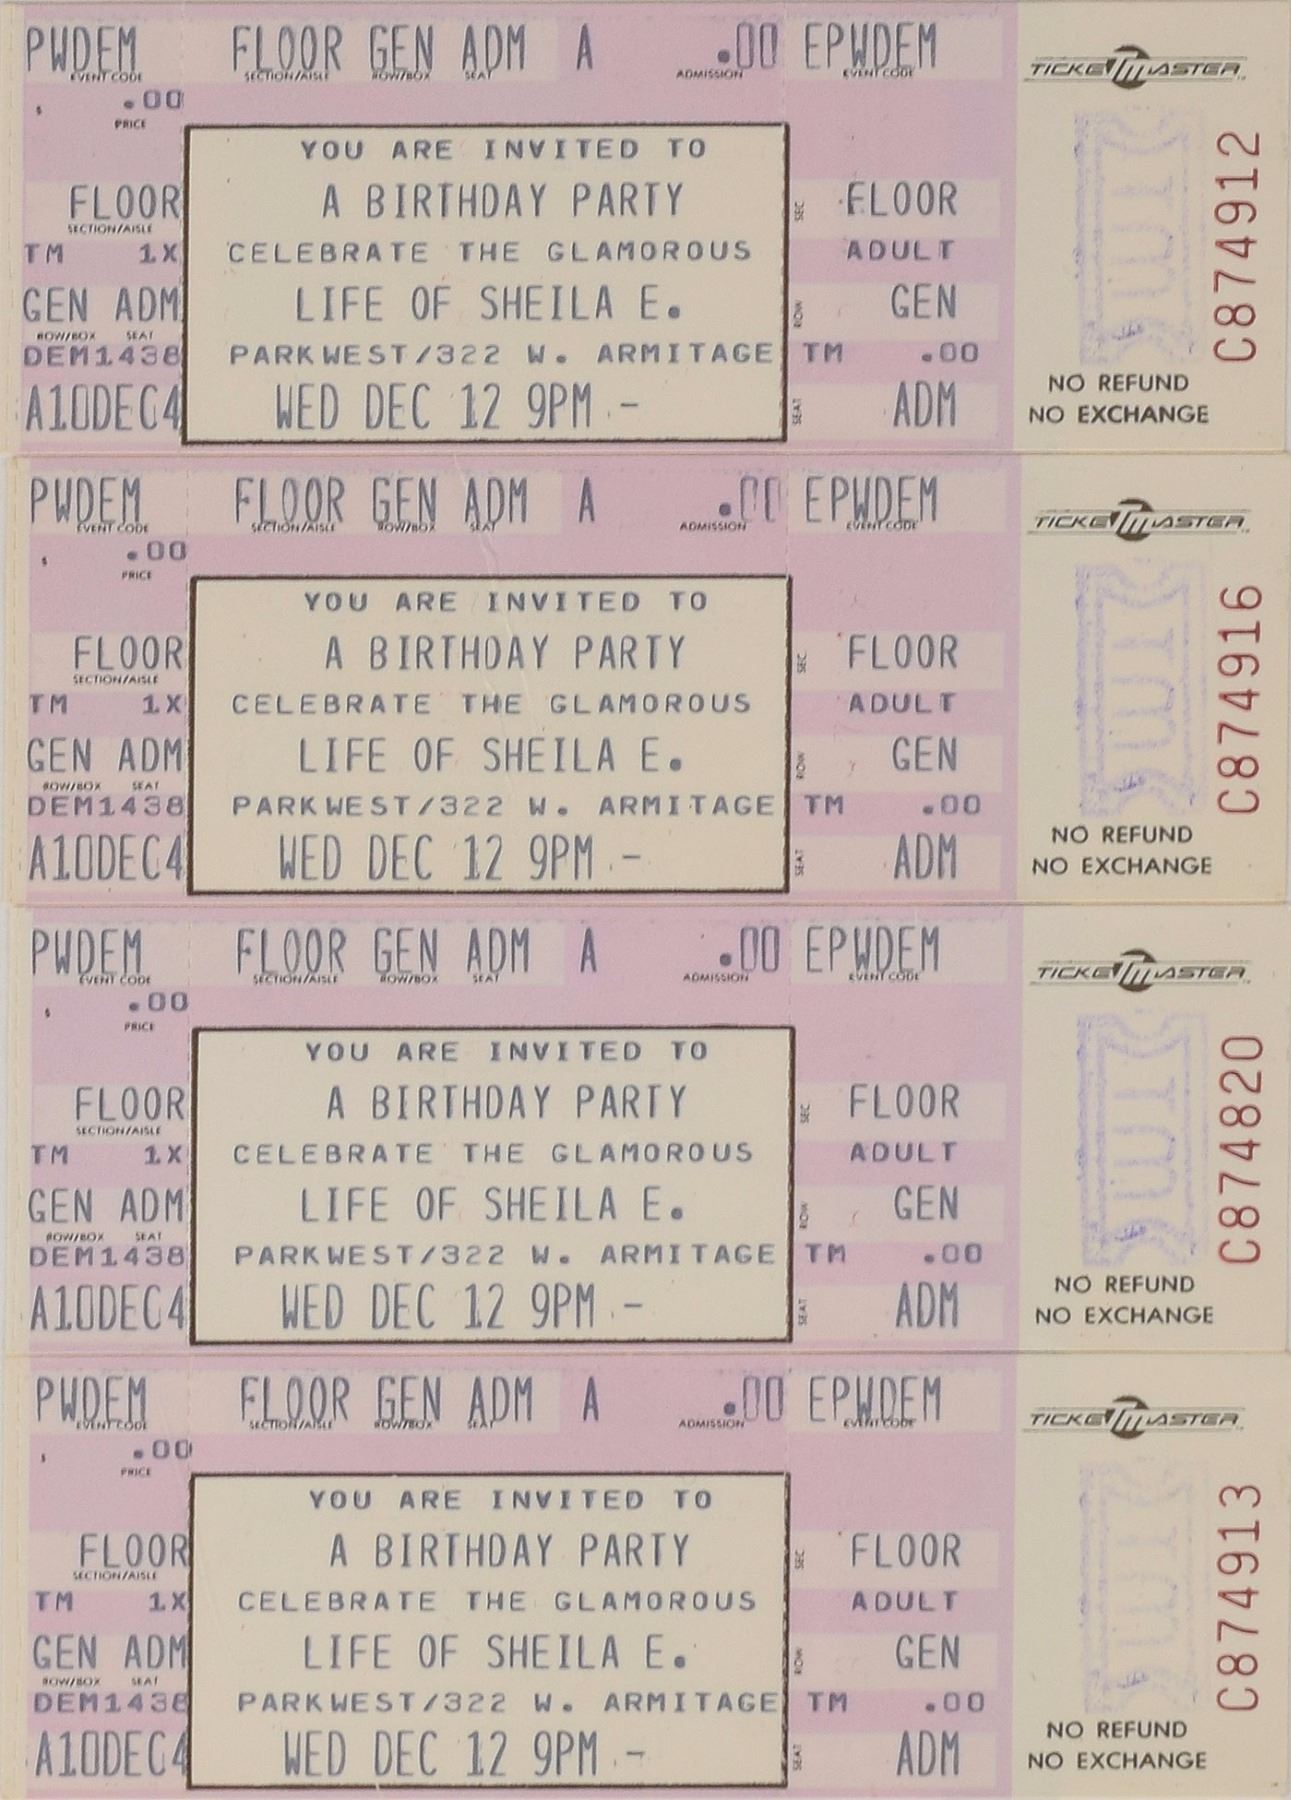 PWDEM FLOOR GEN ADM A .00 EPWDEM
EVENT CODE SECTION/AISLE ROW/BOX SEAT ADMISSION EVENT CODE
TICKETMASTER
$ .00
PRICE
YOU ARE INVITED TO
FLOOR A BIRTHDAY PARTY SEC FLOOR
SECTION/AISLE
TM 1X CELEBRATE THE GLAMOROUS ADULT
GEN ADM LIFE OF SHEILA E. ROW GEN
ROW/BOX SEAT
DEM1438 PARKWEST/322 W. ARMITAGE TM .00
A10DEC4 WED DEC 12 9PM - SEAT ADM
NO REFUND
NO EXCHANGE
C874912
PWDEM FLOOR GEN ADM A .00 EPWDEM
EVENT CODE SECTION/AISLE ROW/BOX SEAT ADMISSION EVENT CODE
TICKETMASTER
.00
PRICE
YOU ARE INVITED TO
FLOOR A BIRTHDAY PARTY SEC FLOOR
SECTION/AISLE
TM 1X CELEBRATE THE GLAMOROUS ADULT
GEN ADM LIFE OF SHEILA E. ROW GEN
ROW/BOX SEAT
DEM1438 PARKWEST/322 W. ARMITAGE TM .00
A10DEC4 WED DEC 12 9PM - SEAT ADM
NO REFUND
NO EXCHANGE
C874916
PWDEM FLOOR GEN ADM A .00 EPWDEM
EVENT CODE SECTION/AISLE ROW/BOX SEAT ADMISSION EVENT CODE
TICKETMASTER
.00
PRICE
YOU ARE INVITED TO
FLOOR A BIRTHDAY PARTY SEC FLOOR
SECTION/AISLE
TM 1X CELEBRATE THE GLAMOROUS ADULT
GEN ADM LIFE OF SHEILA E. ROW GEN
ROW/BOX SEAT
DEM1438 PARKWEST/322 W. ARMITAGE TM .00
A10DEC4 WED DEC 12 9PM - SEAT ADM
NO REFUND
NO EXCHANGE
C874820
PWDEM FLOOR GEN ADM A .00 EPWDEM
EVENT CODE SECTION/AISLE ROW/BOX SEAT ADMISSION EVENT CODE
TICKETMASTER
.00
PRICE
YOU ARE INVITED TO
FLOOR A BIRTHDAY PARTY SEC FLOOR
SECTION/AISLE
TM 1X CELEBRATE THE GLAMOROUS ADULT
GEN ADM LIFE OF SHEILA E. ROW GEN
ROW/BOX SEAT
DEM1438 PARKWEST/322 W. ARMITAGE TM .00
A10DEC4 WED DEC 12 9PM - SEAT ADM
NO REFUND
NO EXCHANGE
C874913